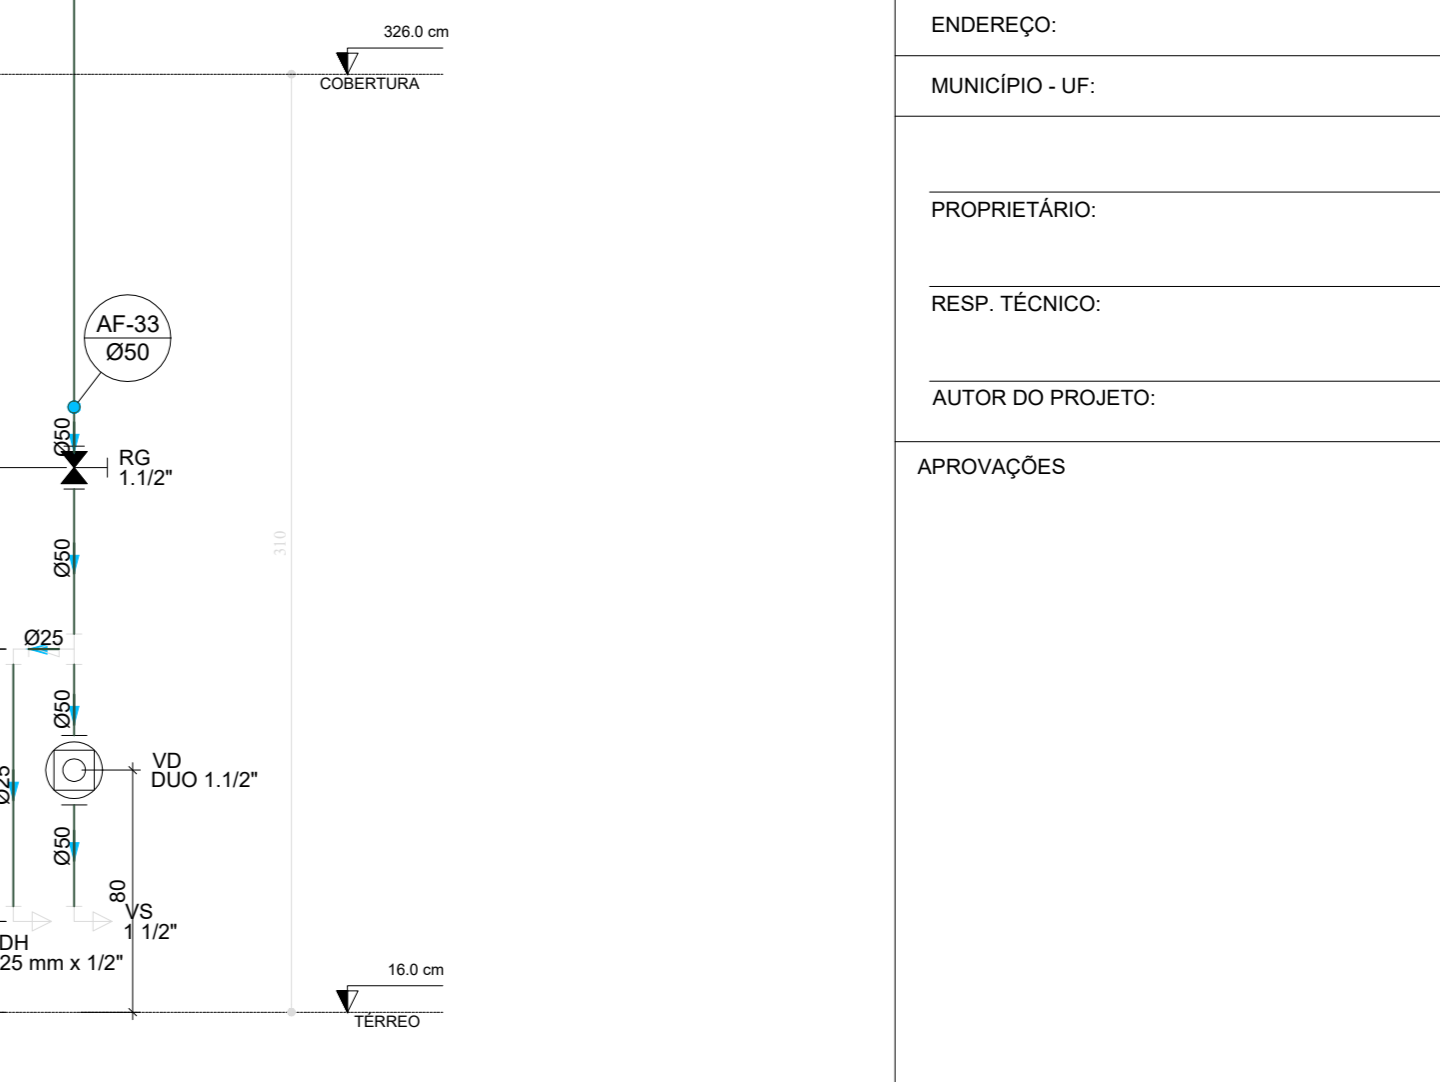 326.0 cm
COBERTURA
AF-33
Ø50
Ø50
RG
1.1/2"
310
Ø50
Ø25
Ø50
VD
DUO 1.1/2"
Ø25
Ø50
80
VS
1 1/2"
DH
25 mm x 1/2"
16.0 cm
TÉRREO
ENDEREÇO:
MUNICÍPIO - UF:
PROPRIETÁRIO:
RESP. TÉCNICO:
AUTOR DO PROJETO:
APROVAÇÕES